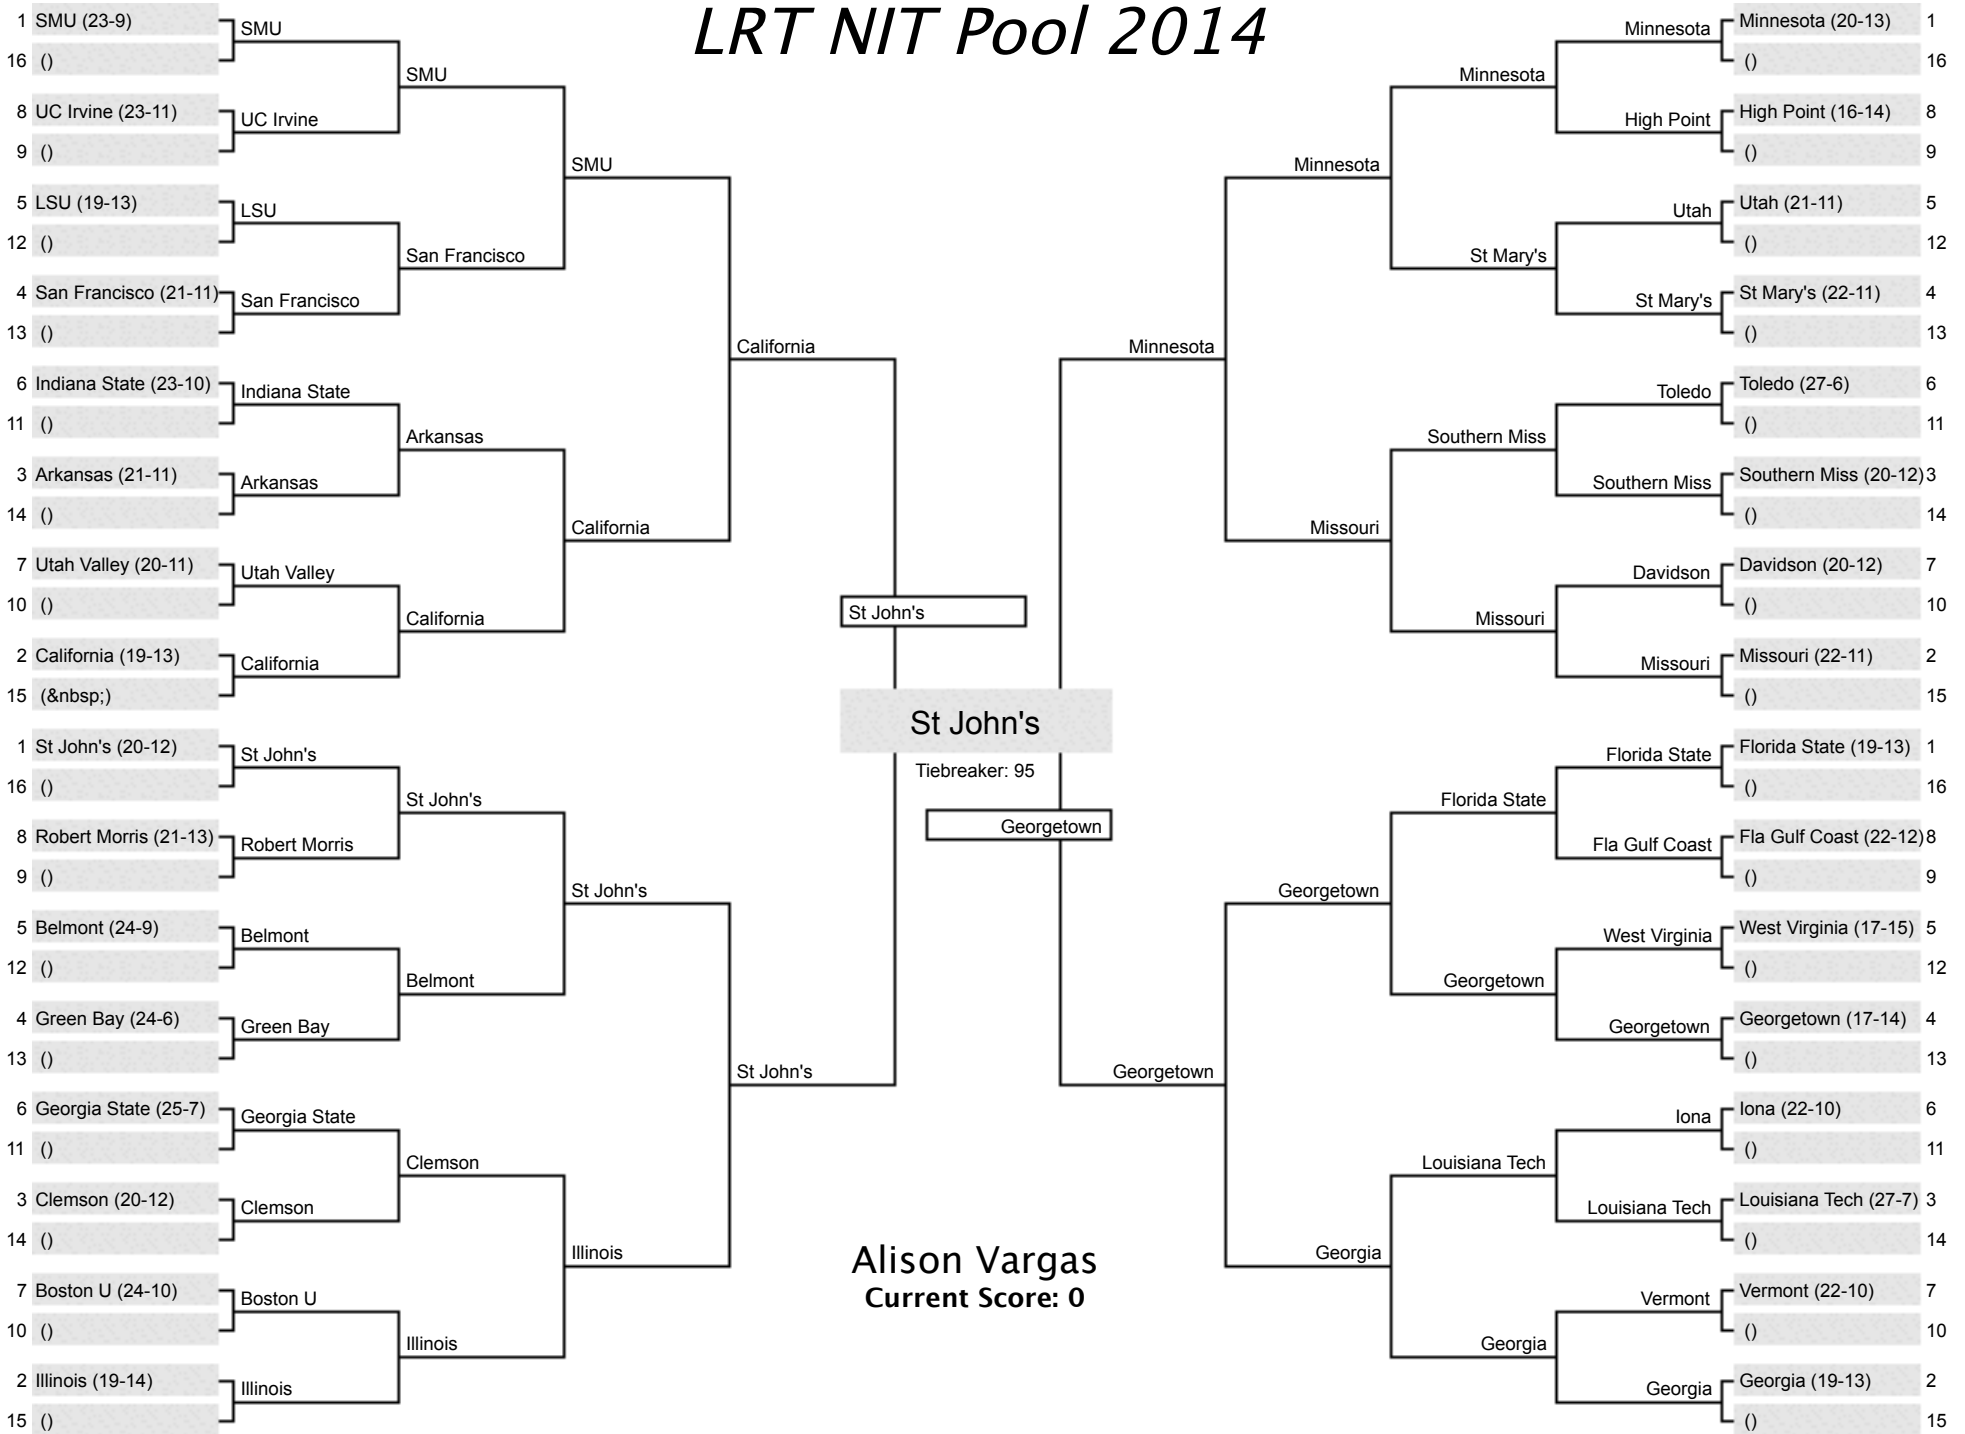 LRT NIT Pool 2014
1 SMU (23-9)
16 ()
8 UC Irvine (23-11)
9 ()
5 LSU (19-13)
12 ()
4 San Francisco (21-11)
13 ()
6 Indiana State (23-10)
11 ()
3 Arkansas (21-11)
14 ()
7 Utah Valley (20-11)
10 ()
2 California (19-13)
15 (&nbsp;)
1 St John's (20-12)
16 ()
8 Robert Morris (21-13)
9 ()
5 Belmont (24-9)
12 ()
4 Green Bay (24-6)
13 ()
6 Georgia State (25-7)
11 ()
3 Clemson (20-12)
14 ()
7 Boston U (24-10)
10 ()
2 Illinois (19-14)
15 ()
SMU
UC Irvine
LSU
San Francisco
Indiana State
Arkansas
Utah Valley
California
St John's
Robert Morris
Belmont
Green Bay
Georgia State
Clemson
Boston U
Illinois
SMU
San Francisco
Arkansas
California
St John's
Belmont
Clemson
Illinois
SMU
California
St John's
Illinois
California
St John's
St John's
St John's
Tiebreaker: 95
Georgetown
Alison Vargas
Current Score: 0
Minnesota
Georgetown
Minnesota
Missouri
Georgetown
Georgia
Minnesota
St Mary's
Southern Miss
Missouri
Florida State
Georgetown
Louisiana Tech
Georgia
Minnesota
High Point
Utah
St Mary's
Toledo
Southern Miss
Davidson
Missouri
Florida State
Fla Gulf Coast
West Virginia
Georgetown
Iona
Louisiana Tech
Vermont
Georgia
Minnesota (20-13) 1
() 16
High Point (16-14) 8
() 9
Utah (21-11) 5
() 12
St Mary's (22-11) 4
() 13
Toledo (27-6) 6
() 11
Southern Miss (20-12) 3
() 14
Davidson (20-12) 7
() 10
Missouri (22-11) 2
() 15
Florida State (19-13) 1
() 16
Fla Gulf Coast (22-12) 8
() 9
West Virginia (17-15) 5
() 12
Georgetown (17-14) 4
() 13
Iona (22-10) 6
() 11
Louisiana Tech (27-7) 3
() 14
Vermont (22-10) 7
() 10
Georgia (19-13) 2
() 15